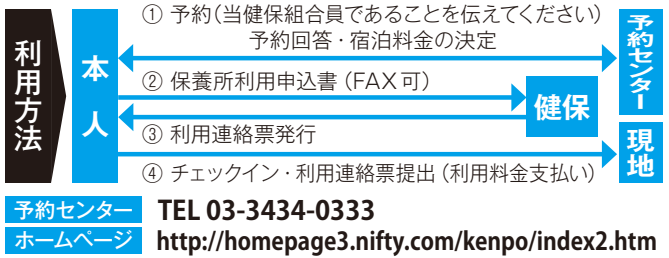 利用方法
本人
① 予約(当健保組合員であることを伝えてください)
予約回答・宿泊料金の決定
予約センター
② 保養所利用申込書(FAX可)
健保
③ 利用連絡票発行
④ チェックイン・利用連絡票提出(利用料金支払い)
現地
予約センター TEL 03-3434-0333
ホームページ http://homepage3.nifty.com/kenpo/index2.htm